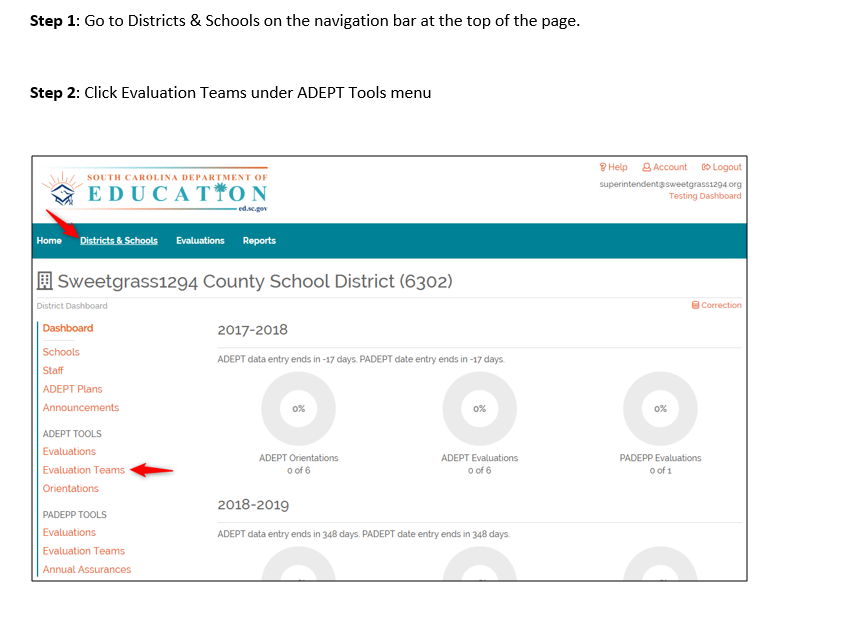 Step 1: Go to Districts & Schools on the navigation bar at the top of the page.
Step 2: Click Evaluation Teams under ADEPT Tools menu
SOUTH CAROLINA DEPARTMENT OF
EDUCATION
ed.sc.gov
Help Account Logout
superintendent@sweetgrass1294.org
Testing Dashboard
Home Districts & Schools Evaluations Reports
Sweetgrass1294 County School District (6302)
District Dashboard
Correction
Dashboard
Schools
Staff
ADEPT Plans
Announcements
ADEPT TOOLS
Evaluations
Evaluation Teams
Orientations
PADEPP TOOLS
Evaluations
Evaluation Teams
Annual Assurances
2017-2018
ADEPT data entry ends in -17 days. PADEPT date entry ends in -17 days.
0% 0% 0%
ADEPT Orientations ADEPT Evaluations PADEPP Evaluations
0 of 6 0 of 6 0 of 1
2018-2019
ADEPT data entry ends in 348 days. PADEPT date entry ends in 348 days.